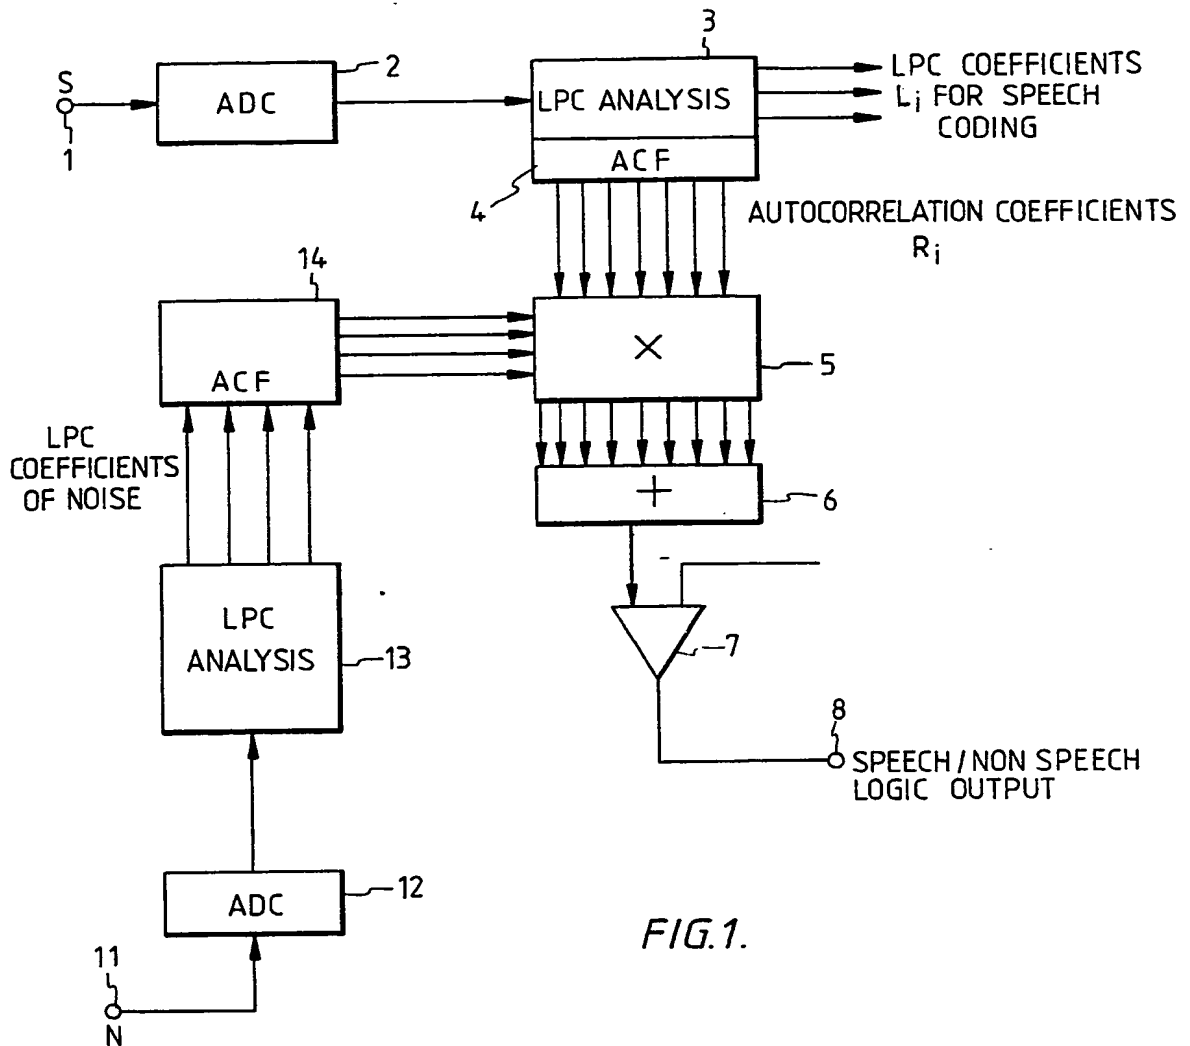 3
S
1
ADC
2
LPC ANALYSIS
ACF
4
LPC COEFFICIENTS
Li FOR SPEECH
CODING
AUTOCORRELATION COEFFICIENTS
Ri
14
ACF
×
5
LPC
COEFFICIENTS
OF NOISE
+
6
LPC
ANALYSIS
13
7
8
SPEECH/NON SPEECH
LOGIC OUTPUT
ADC
12
11
N
FIG.1.